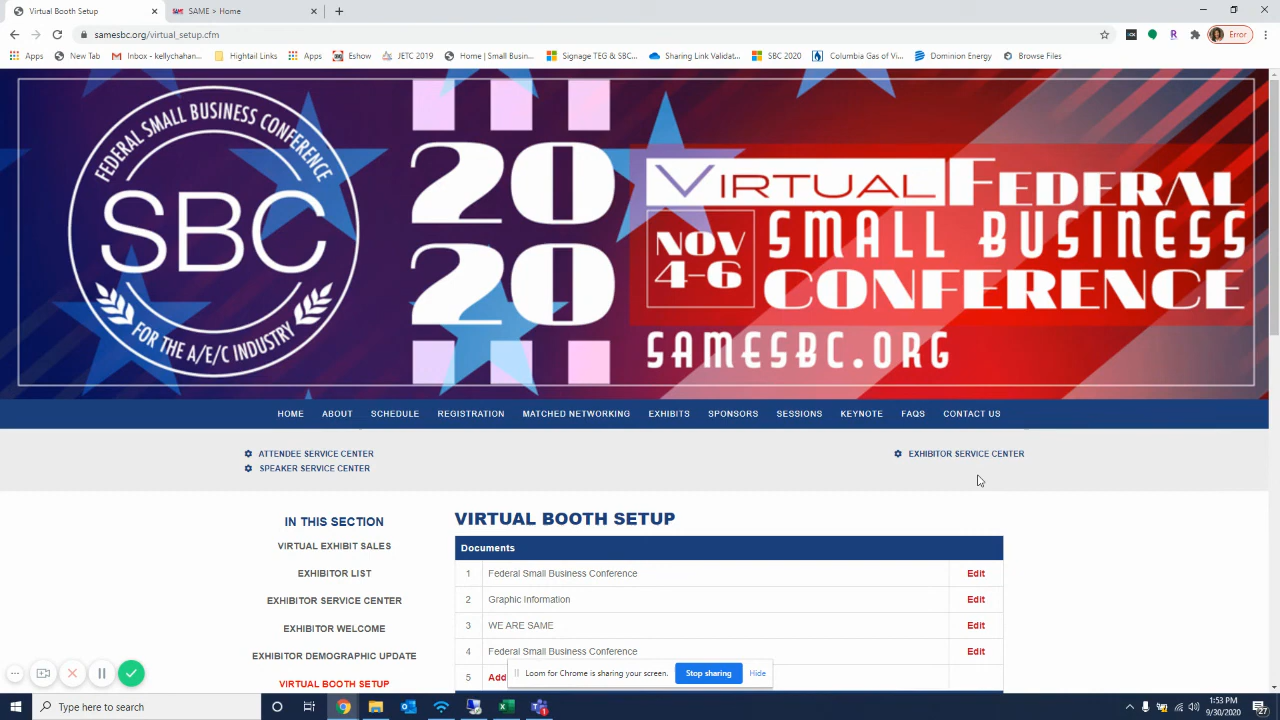 Virtual Booth Setup
SAME > Home
samesbc.org/virtual_setup.cfm
Error
Apps
New Tab
Inbox - kellychahan...
Hightail Links
Apps
Eshow
JETC 2019
Home | Small Busin...
Signage TEG & SBC...
Sharing Link Validat...
SBC 2020
Columbia Gas of Vi...
Dominion Energy
Browse Files
FEDERAL SMALL BUSINESS CONFERENCE
SBC
FOR THE A/E/C INDUSTRY
20
20
VIRTUAL FEDERAL
SMALL BUSINESS
CONFERENCE
NOV
4-6
SAMESBC.ORG
HOME ABOUT SCHEDULE REGISTRATION MATCHED NETWORKING EXHIBITS SPONSORS SESSIONS KEYNOTE FAQS CONTACT US
ATTENDEE SERVICE CENTER
SPEAKER SERVICE CENTER
EXHIBITOR SERVICE CENTER
IN THIS SECTION
VIRTUAL EXHIBIT SALES
EXHIBITOR LIST
EXHIBITOR SERVICE CENTER
EXHIBITOR WELCOME
EXHIBITOR DEMOGRAPHIC UPDATE
VIRTUAL BOOTH SETUP
VIRTUAL BOOTH SETUP
Documents
1 Federal Small Business Conference Edit
2 Graphic Information Edit
3 WE ARE SAME Edit
4 Federal Small Business Conference Edit
5 Add
Loom for Chrome is sharing your screen. Stop sharing Hide
Type here to search
1:53 PM
9/30/2020
27